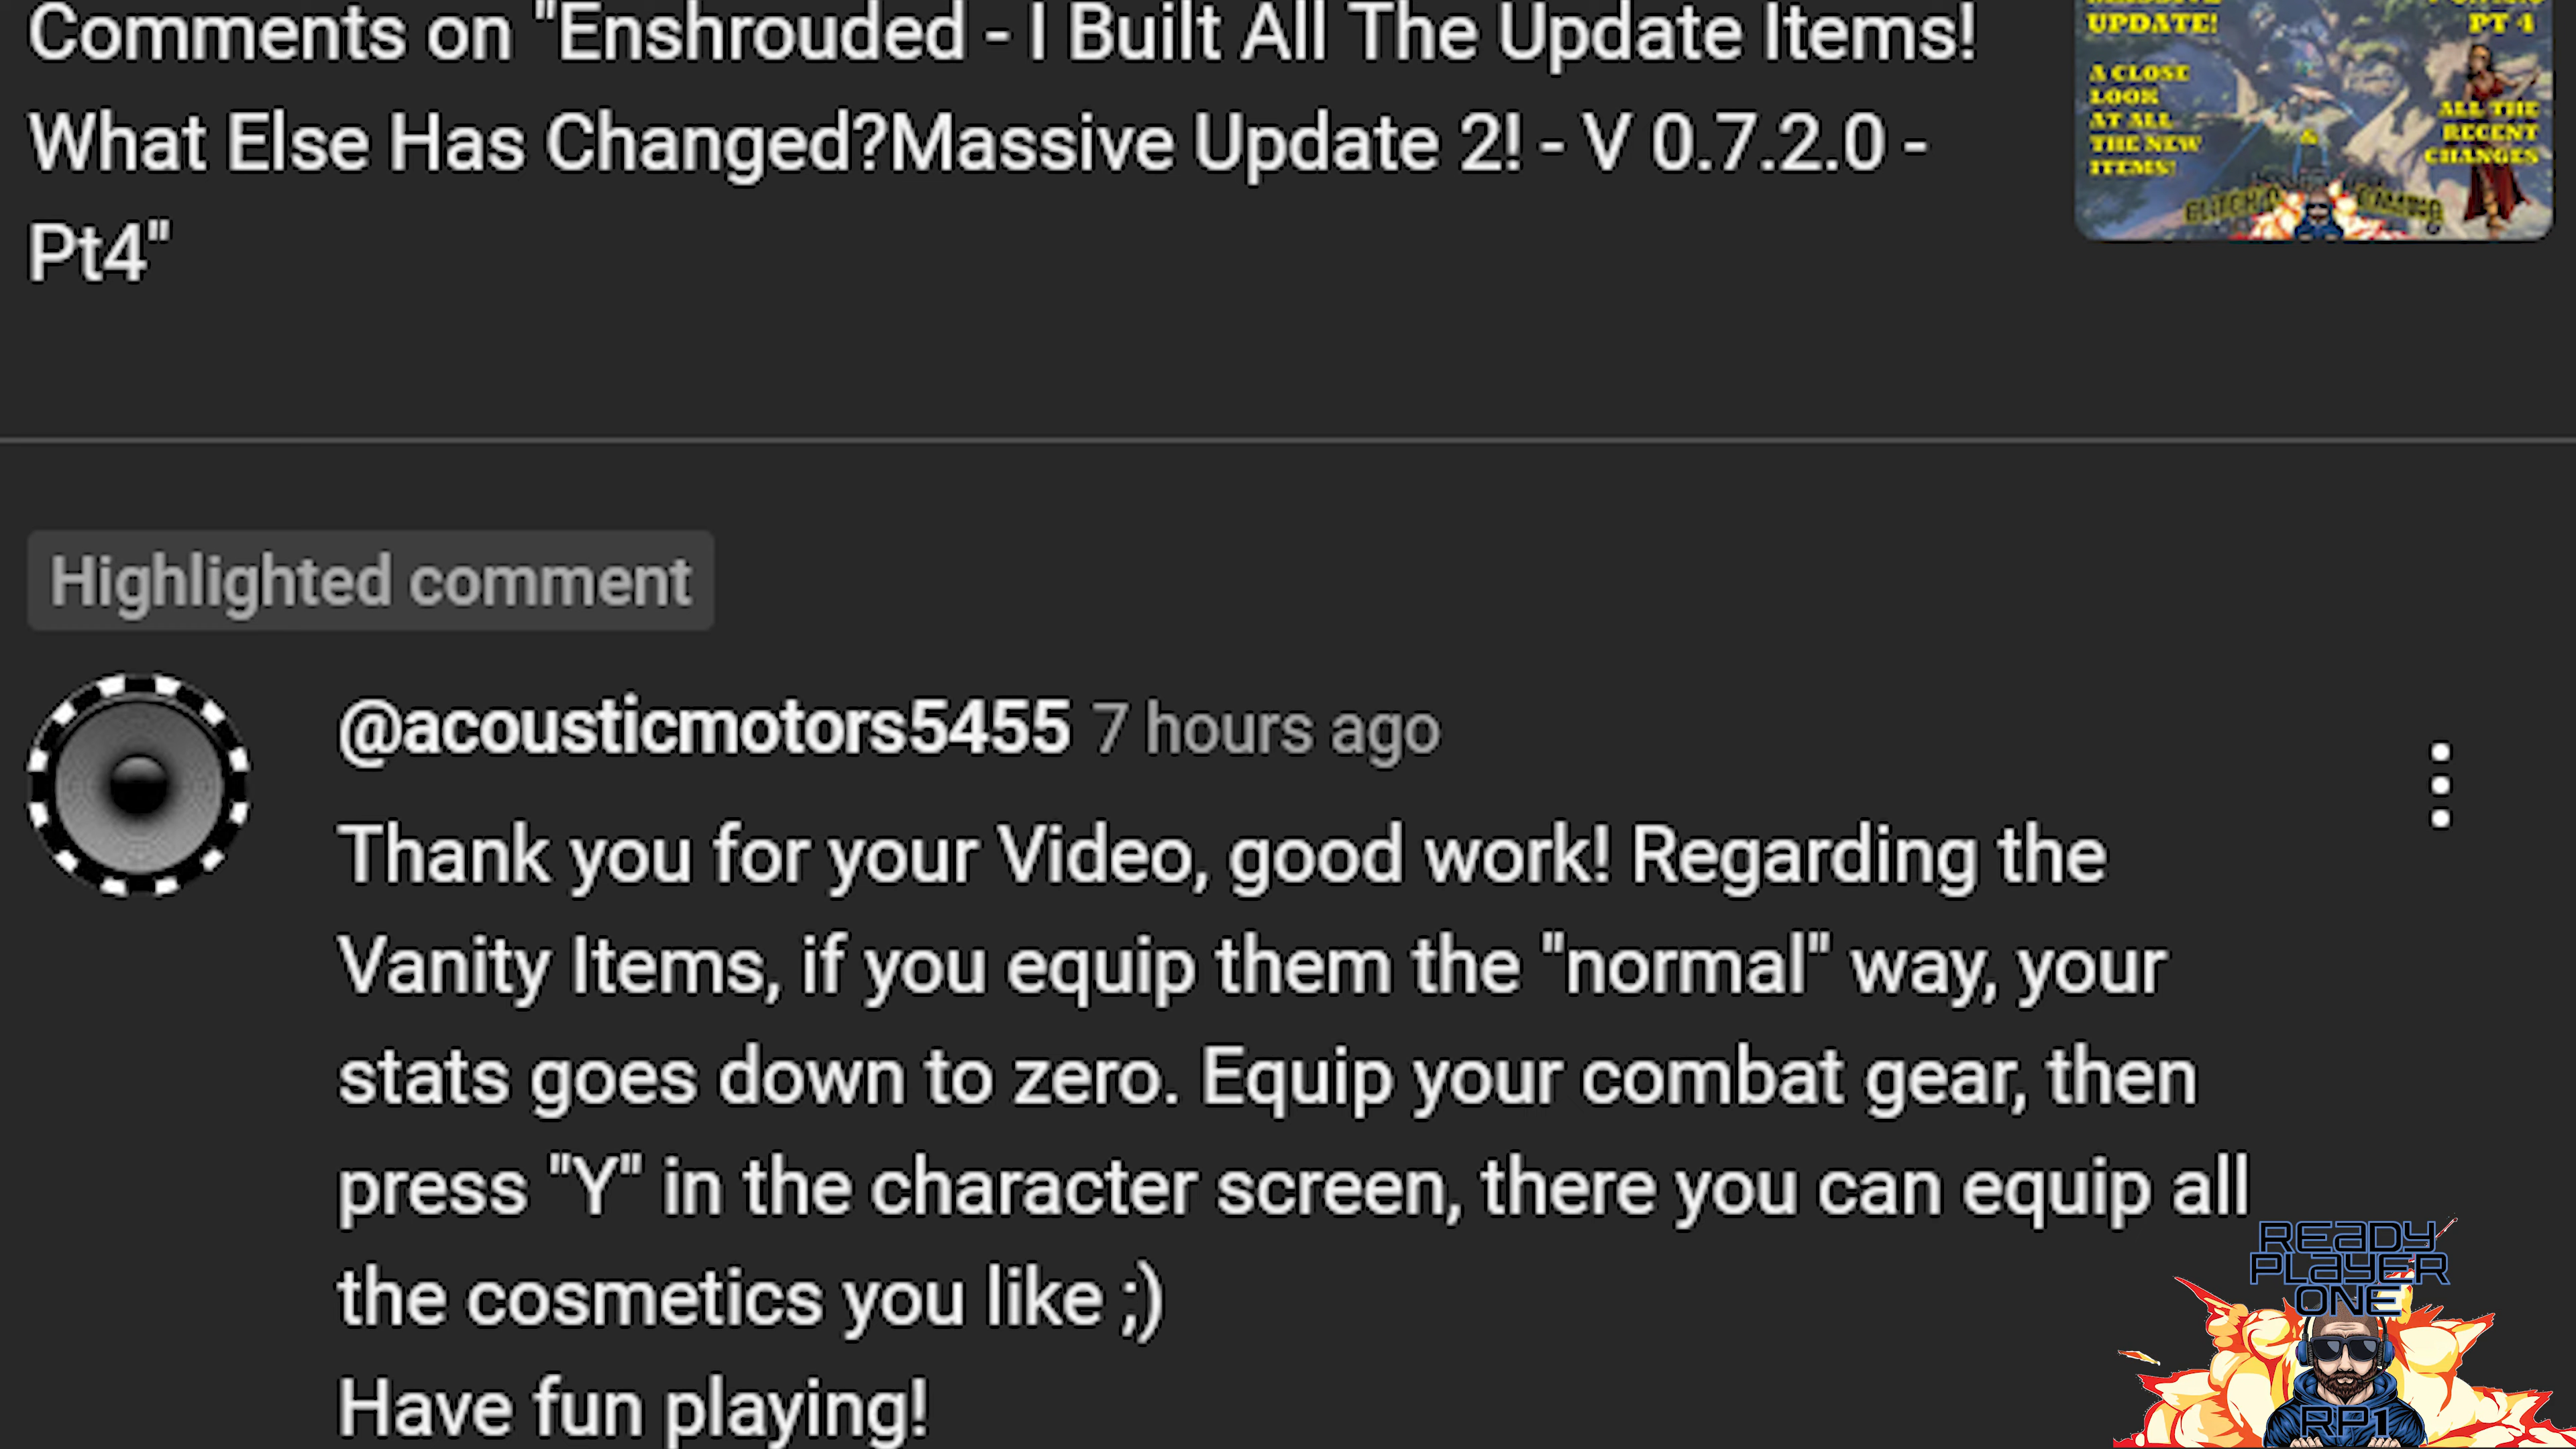 Comments on "Enshrouded - I Built All The Update Items!
What Else Has Changed?Massive Update 2! - V 0.7.2.0 -
Pt4"
UPDATE!
PT 4
A CLOSE
LOOK
AT ALL
THE NEW
ITEMS!
&
ALL THE
RECENT
CHANGES
GAMING
Highlighted comment
@acousticmotors5455 7 hours ago
Thank you for your Video, good work! Regarding the
Vanity Items, if you equip them the "normal" way, your
stats goes down to zero. Equip your combat gear, then
press "Y" in the character screen, there you can equip all
the cosmetics you like ;)
Have fun playing!
READY
PLAYER
ONE
RP1